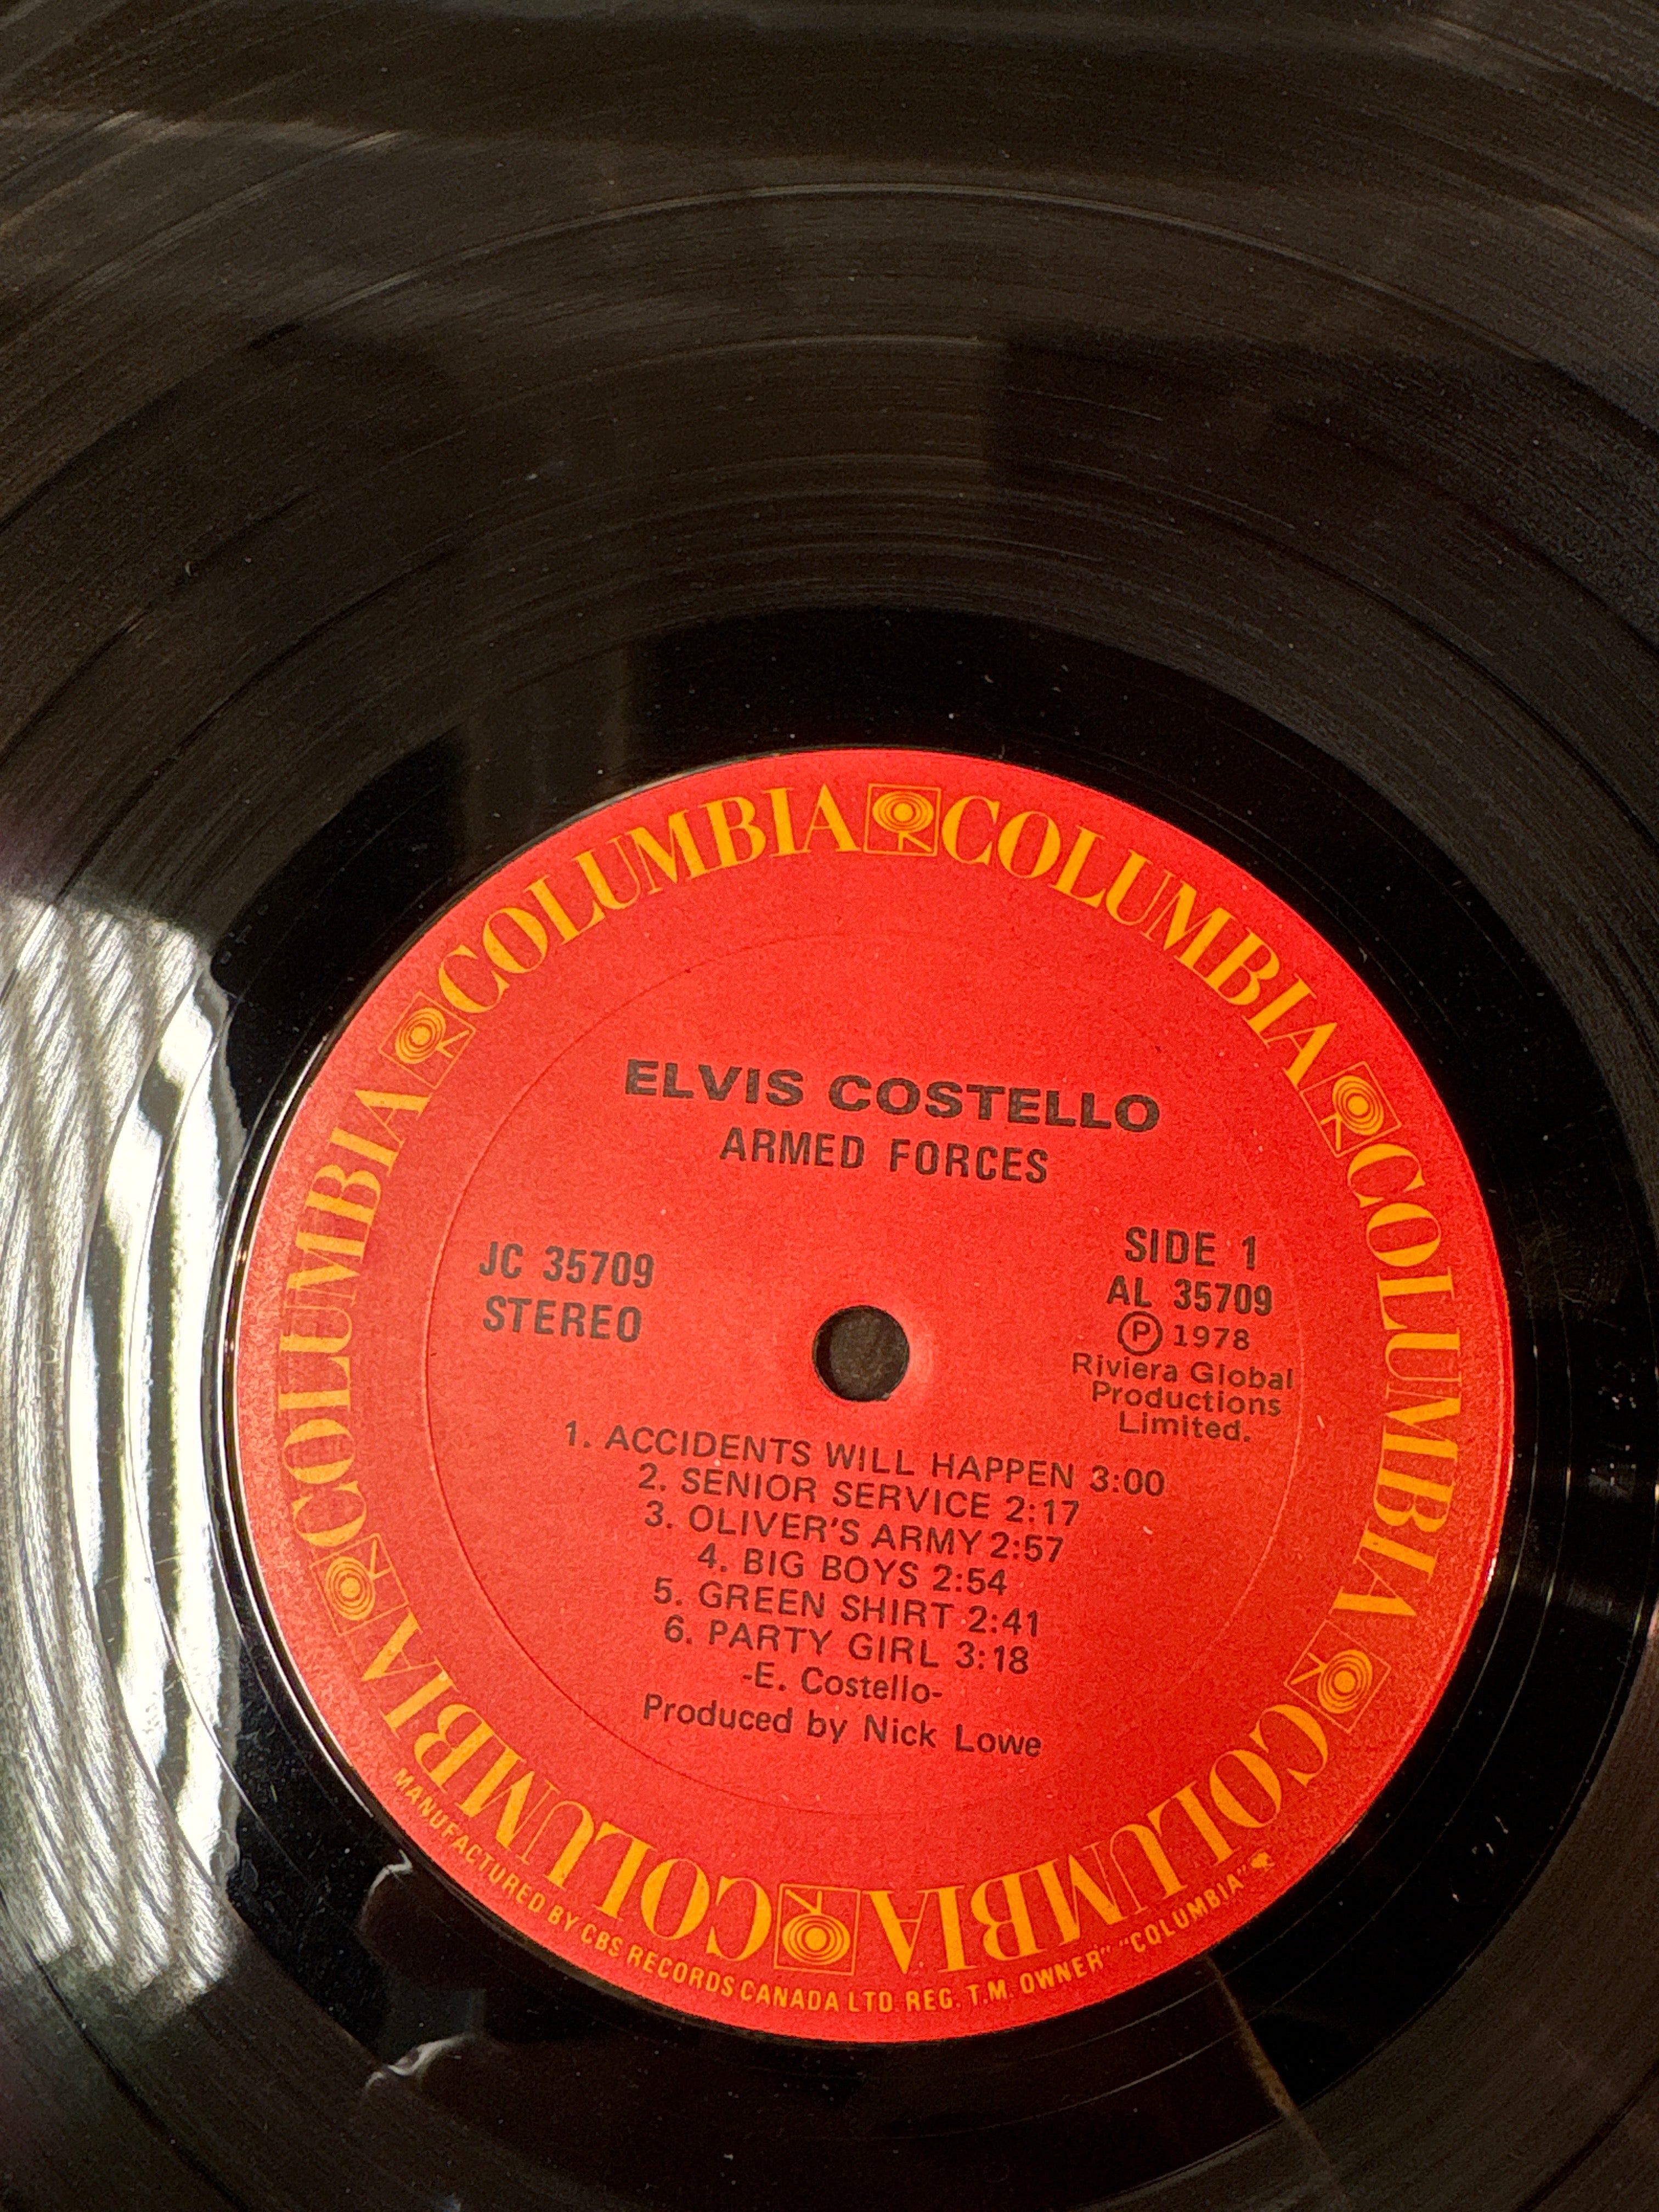 COLUMBIA COLUMBIA COLUMBIA COLUMBIA COLUMBIA COLUMBIA
ELVIS COSTELLO
ARMED FORCES
JC 35709
STEREO
SIDE 1
AL 35709
Ⓟ 1978
Riviera Global
Productions
Limited.
1. ACCIDENTS WILL HAPPEN 3:00
2. SENIOR SERVICE 2:17
3. OLIVER'S ARMY 2:57
4. BIG BOYS 2:54
5. GREEN SHIRT 2:41
6. PARTY GIRL 3:18
-E. Costello-
Produced by Nick Lowe
MANUFACTURED BY CBS RECORDS CANADA LTD. REG. T.M. OWNER" "COLUMBIA"